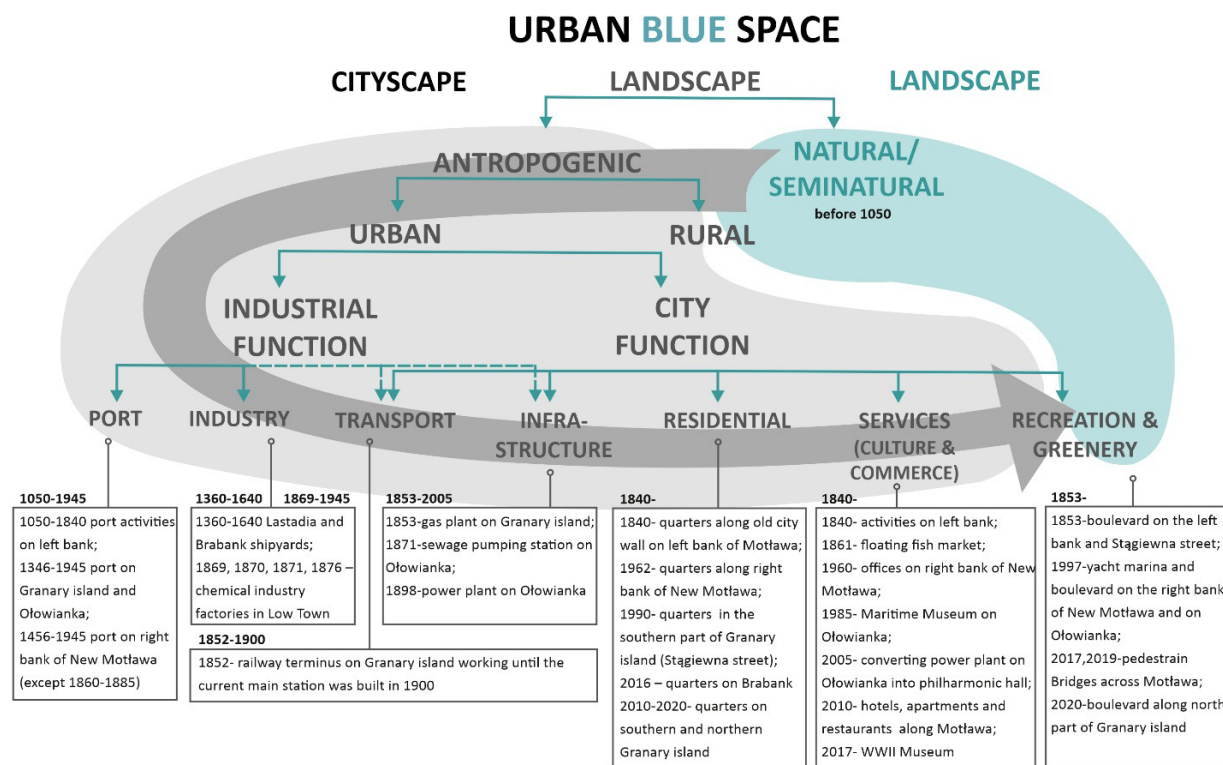 URBAN BLUE SPACE
CITYSCAPE
LANDSCAPE
LANDSCAPE
ANTROPOGENIC
NATURAL/
SEMINATURAL
before 1050
URBAN
RURAL
INDUSTRIAL
FUNCTION
CITY
FUNCTION
PORT
INDUSTRY
TRANSPORT
INFRA-
STRUCTURE
RESIDENTIAL
SERVICES
(CULTURE &
COMMERCE)
RECREATION &
GREENERY
1050-1945
1050-1840 port activities
on left bank;
1346-1945 port on
Granary island and
Ołowianka;
1456-1945 port on right
bank of New Motława
(except 1860-1885)
1360-1640 1869-1945
1360-1640 Lastadia and
Brabank shipyards;
1869, 1870, 1871, 1876 –
chemical industry
factories in Low Town
1852-1900
1852- railway terminus on Granary island working until the
current main station was built in 1900
1853-2005
1853-gas plant on Granary island;
1871-sewage pumping station on
Ołowianka;
1898-power plant on Ołowianka
1840-
1840- quarters along old city
wall on left bank of Motława;
1962- quarters along right
bank of New Motława;
1990- quarters in the
southern part of Granary
island (Stągiewna street);
2016 – quarters on Brabank
2010-2020- quarters on
southern and northern
Granary island
1840-
1840- activities on left bank;
1861- floating fish market;
1960- offices on right bank of New
Motława;
1985- Maritime Museum on
Ołowianka;
2005- converting power plant on
Ołowianka into philharmonic hall;
2010- hotels, apartments and
restaurants along Motława;
2017- WWII Museum
1853-
1853-boulevard on the left
bank and Stągiewna street;
1997-yacht marina and
boulevard on the right bank
of New Motława and on
Ołowianka;
2017,2019-pedestrain
Bridges across Motława;
2020-boulevard along north
part of Granary island